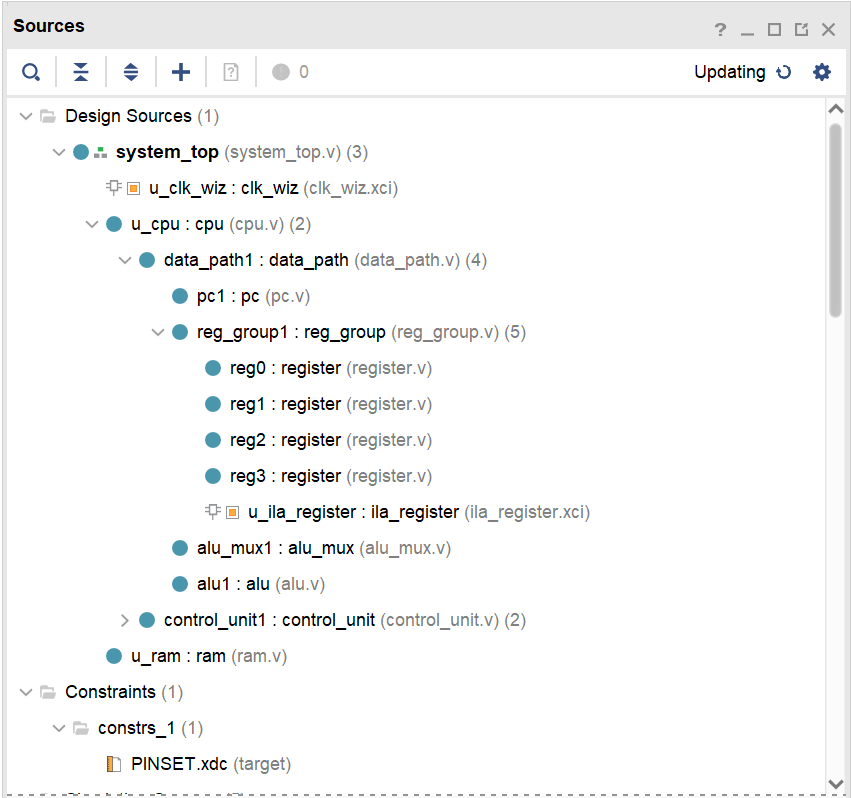 Sources
0 Updating
Design Sources (1)
system_top (system_top.v) (3)
u_clk_wiz : clk_wiz (clk_wiz.xci)
u_cpu : cpu (cpu.v) (2)
data_path1 : data_path (data_path.v) (4)
pc1 : pc (pc.v)
reg_group1 : reg_group (reg_group.v) (5)
reg0 : register (register.v)
reg1 : register (register.v)
reg2 : register (register.v)
reg3 : register (register.v)
u_ila_register : ila_register (ila_register.xci)
alu_mux1 : alu_mux (alu_mux.v)
alu1 : alu (alu.v)
control_unit1 : control_unit (control_unit.v) (2)
u_ram : ram (ram.v)
Constraints (1)
constrs_1 (1)
PINSET.xdc (target)